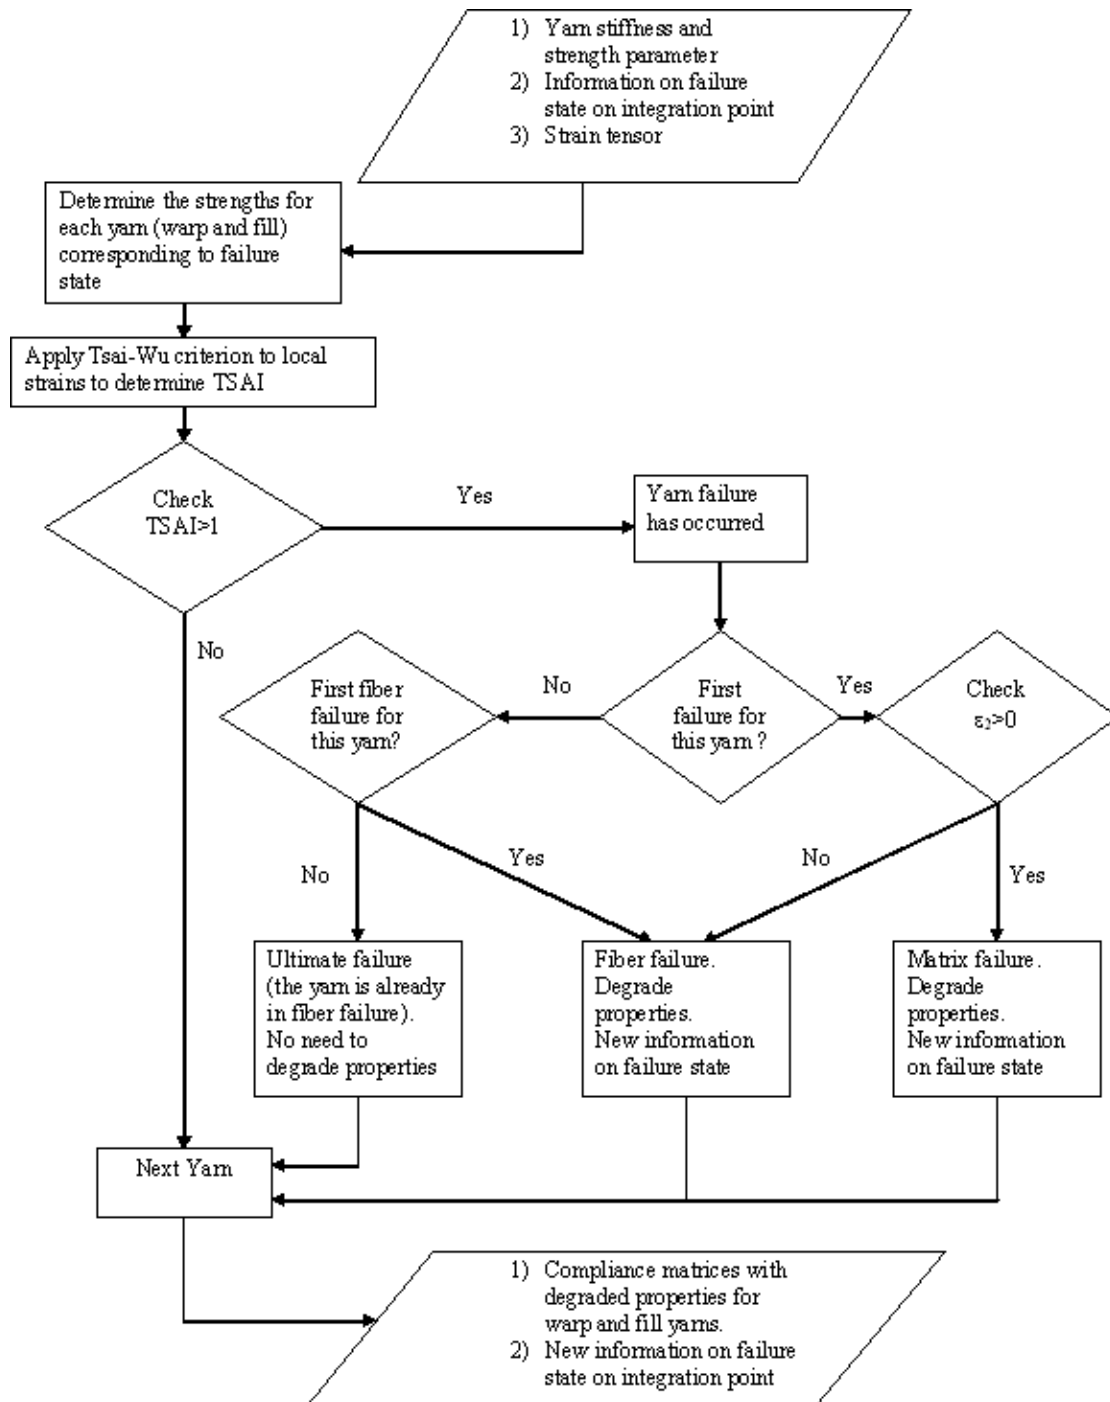 1) Yarn stiffness and
strength parameter
2) Information on failure
state on integration point
3) Strain tensor
Determine the strengths for
each yarn (warp and fill)
corresponding to failure
state
Apply Tsai-Wu criterion to local
strains to determine TSAI
Check
TSAI>1
Yes
Yarn failure
has occurred
No
First fiber
failure for
this yarn?
No
First
failure for
this yarn ?
Yes
Check
ε₂>0
No
Yes
No
Yes
Ultimate failure
(the yarn is already
in fiber failure).
No need to
degrade properties
Fiber failure.
Degrade
properties.
New information
on failure state
Matrix failure.
Degrade
properties.
New information
on failure state
Next Yarn
1) Compliance matrices with
degraded properties for
warp and fill yarns.
2) New information on failure
state on integration point